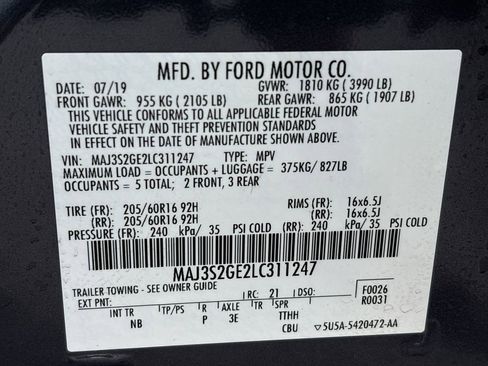 MFD. BY FORD MOTOR CO.
DATE: 07/19 GVWR: 1810 KG ( 3990 LB)
FRONT GAWR: 955 KG ( 2105 LB) REAR GAWR: 865 KG ( 1907 LB)
THIS VEHICLE CONFORMS TO ALL APPLICABLE FEDERAL MOTOR
VEHICLE SAFETY AND THEFT PREVENTION STANDARDS
IN EFFECT ON THE DATE OF MANUFACTURE SHOWN ABOVE.
VIN: MAJ3S2GE2LC311247 TYPE: MPV
MAXIMUM LOAD = OCCUPANTS + LUGGAGE = 375KG/ 827LB
OCCUPANTS = 5 TOTAL; 2 FRONT, 3 REAR
TIRE (FR): 205/60R16 92H RIMS (FR): 16x6.5J
(RR): 205/60R16 92H (RR): 16x6.5J
PRESSURE (FR): 240 kPa/ 35 PSI COLD (RR): 240 kPa/ 35 PSI COLD
MAJ3S2GE2LC311247
TRAILER TOWING - SEE OWNER GUIDE
EXT PNT: RC: 21 DSO: F0026
R0031
INT TR TP/PS R AXLE TR SPR
NB P 3E TTHH
CBU 5U5A-5420472-AA